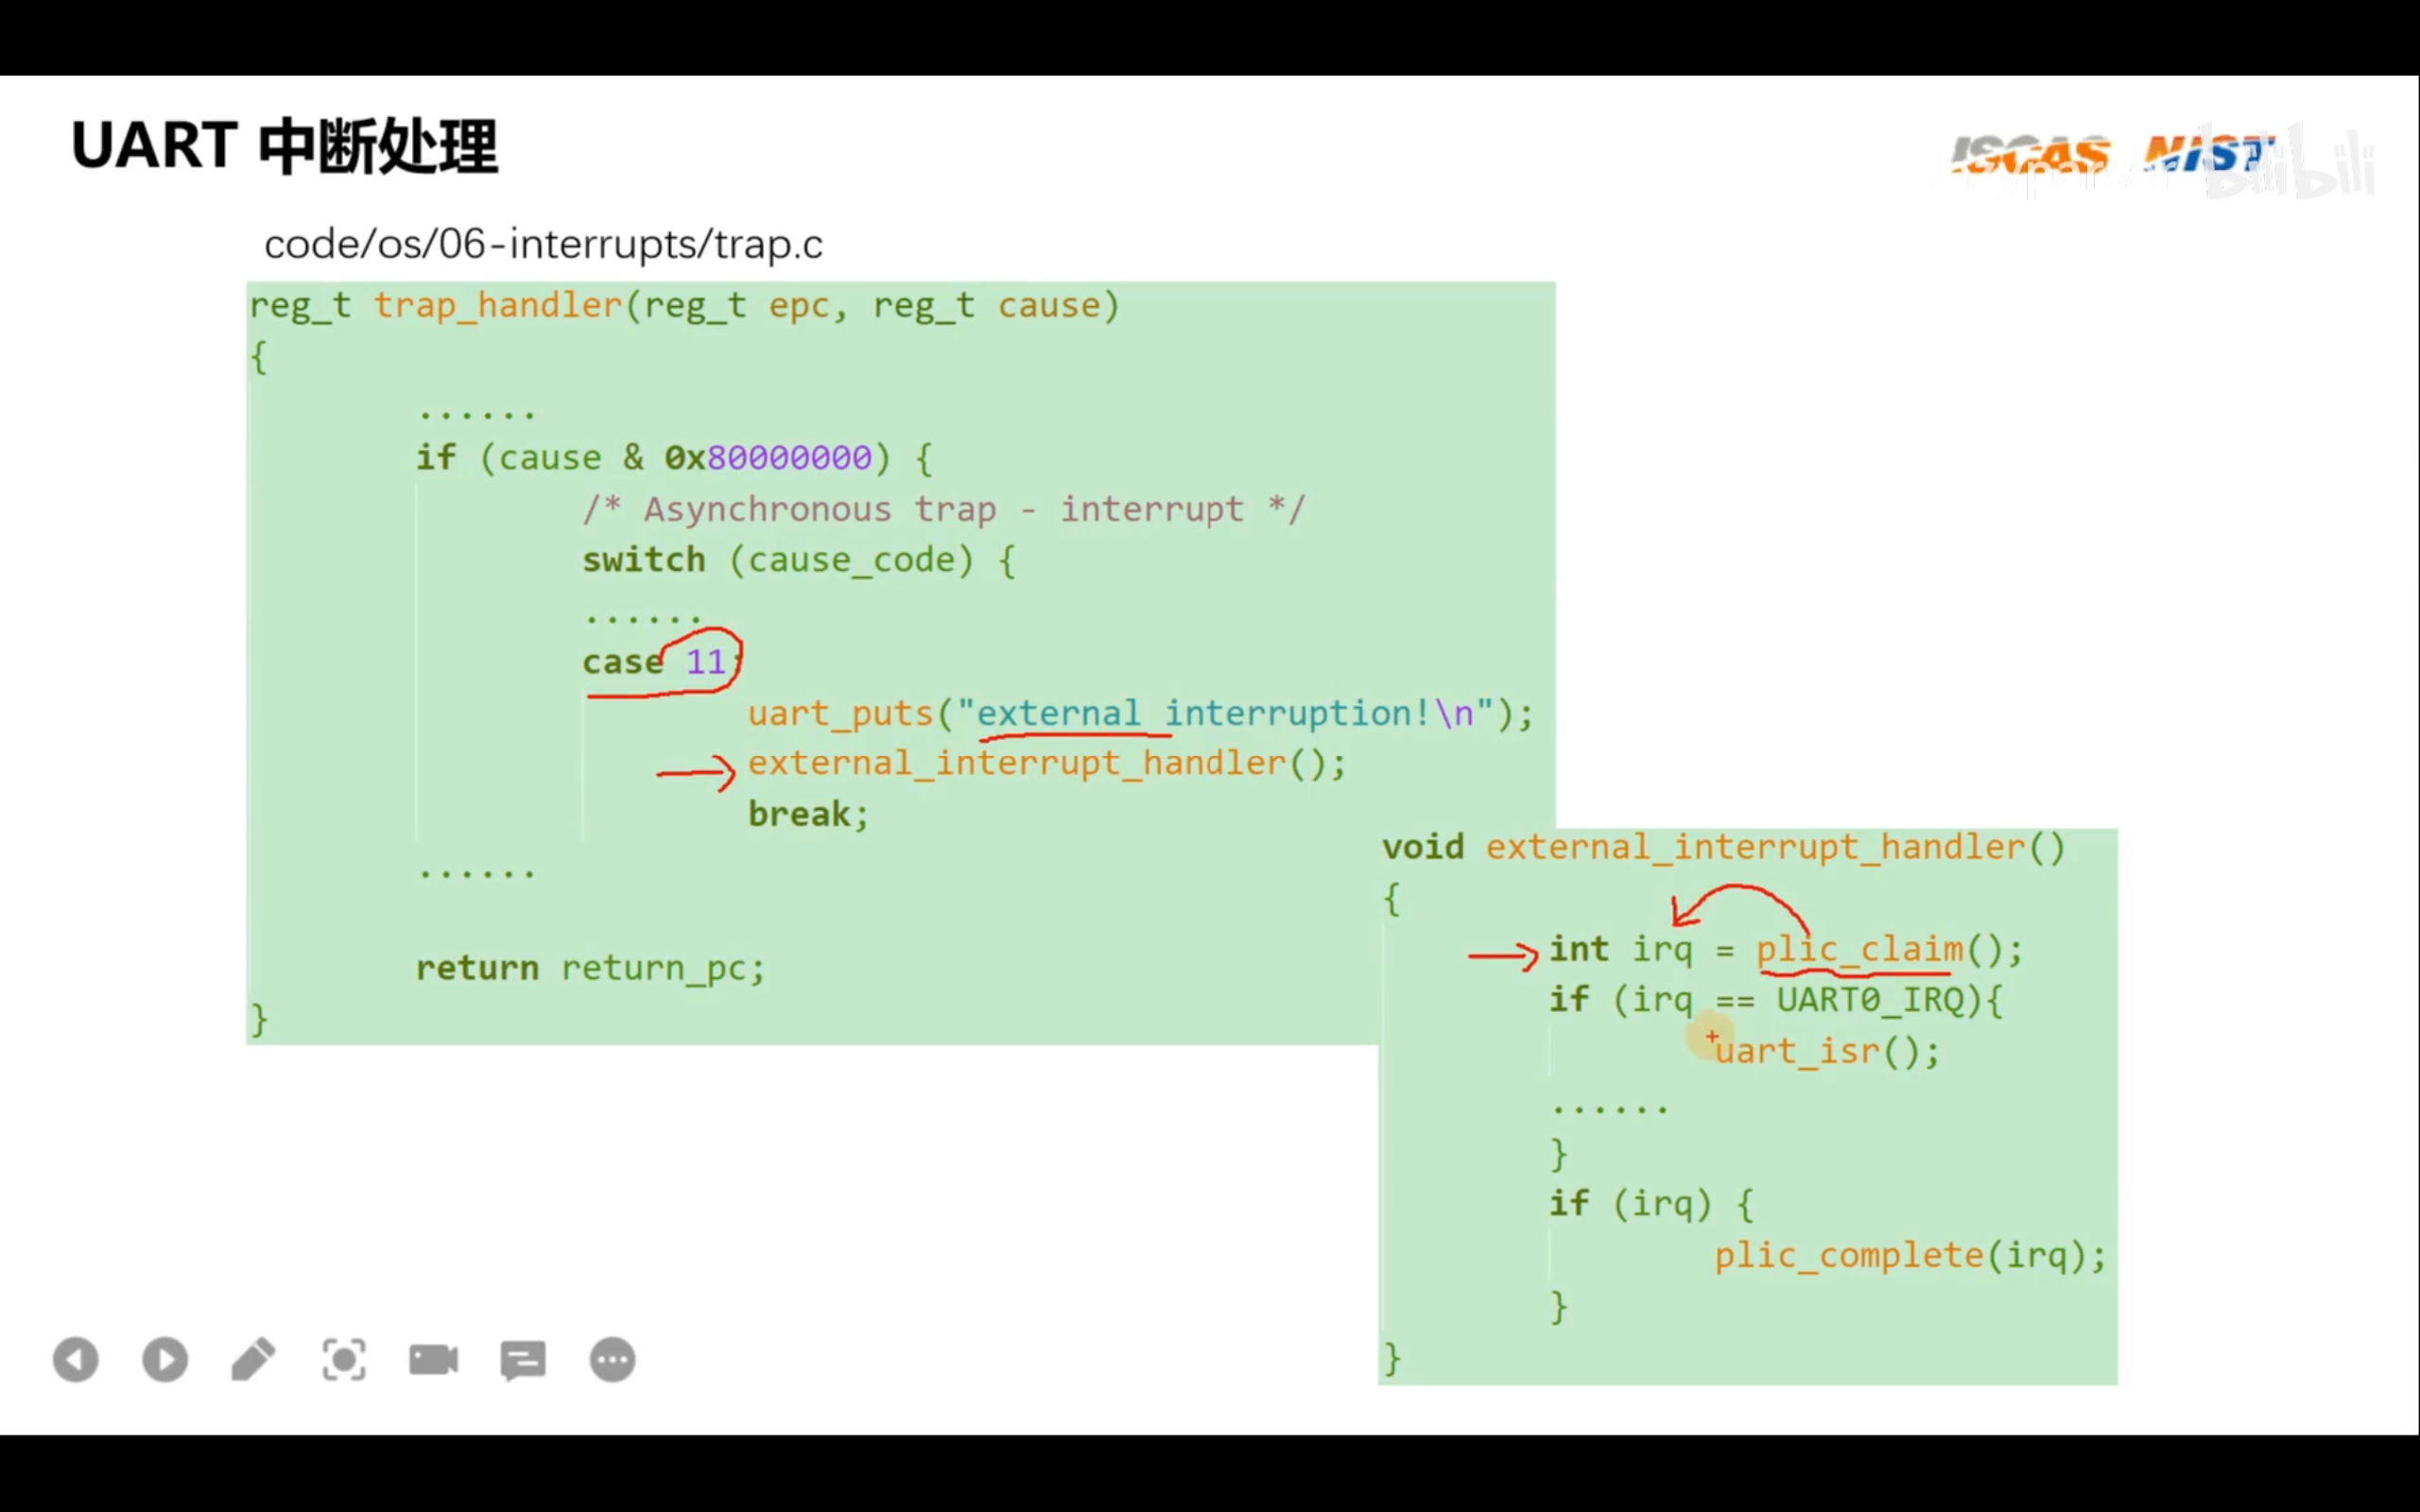 UART 中断处理
ISCAS NIST
bilibili
code/os/06-interrupts/trap.c
reg_t trap_handler(reg_t epc, reg_t cause)
{
......
if (cause & 0x80000000) {
/* Asynchronous trap - interrupt */
switch (cause_code) {
......
case 11:
uart_puts("external interruption!\n");
external_interrupt_handler();
break;
......
return return_pc;
}
void external_interrupt_handler()
{
int irq = plic_claim();
if (irq == UART0_IRQ){
uart_isr();
......
}
if (irq) {
plic_complete(irq);
}
}